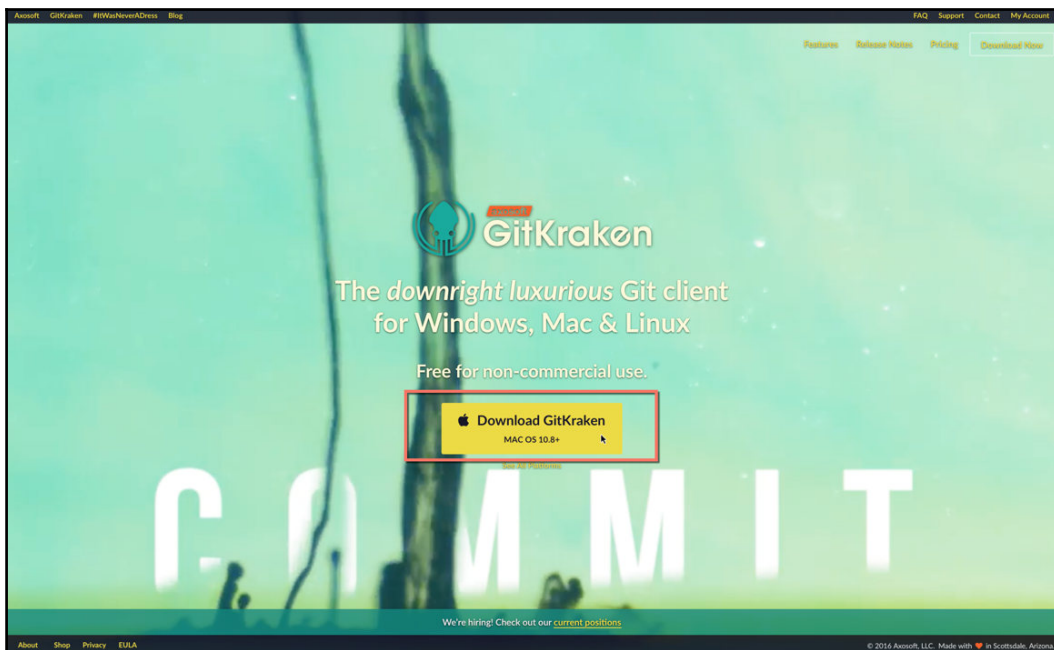 Axosoft GitKraken #ItWasNeverADress Blog
FAQ Support Contact My Account
Features Release Notes Pricing Download Now
GitKraken
The downright luxurious Git client
for Windows, Mac & Linux
Free for non-commercial use.
Download GitKraken
MAC OS 10.8+
See All Platforms
COMMIT
We're hiring! Check out our current positions
About Shop Privacy EULA
© 2016 Axosoft, LLC. Made with ❤ in Scottsdale, Arizona.